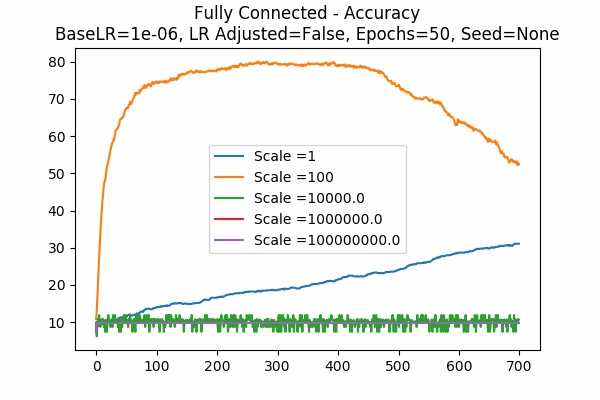 Fully Connected - Accuracy
BaseLR=1e-06, LR Adjusted=False, Epochs=50, Seed=None
80
70
60
50
40
30
20
10
Scale =1
Scale =100
Scale =10000.0
Scale =1000000.0
Scale =100000000.0
0 100 200 300 400 500 600 700